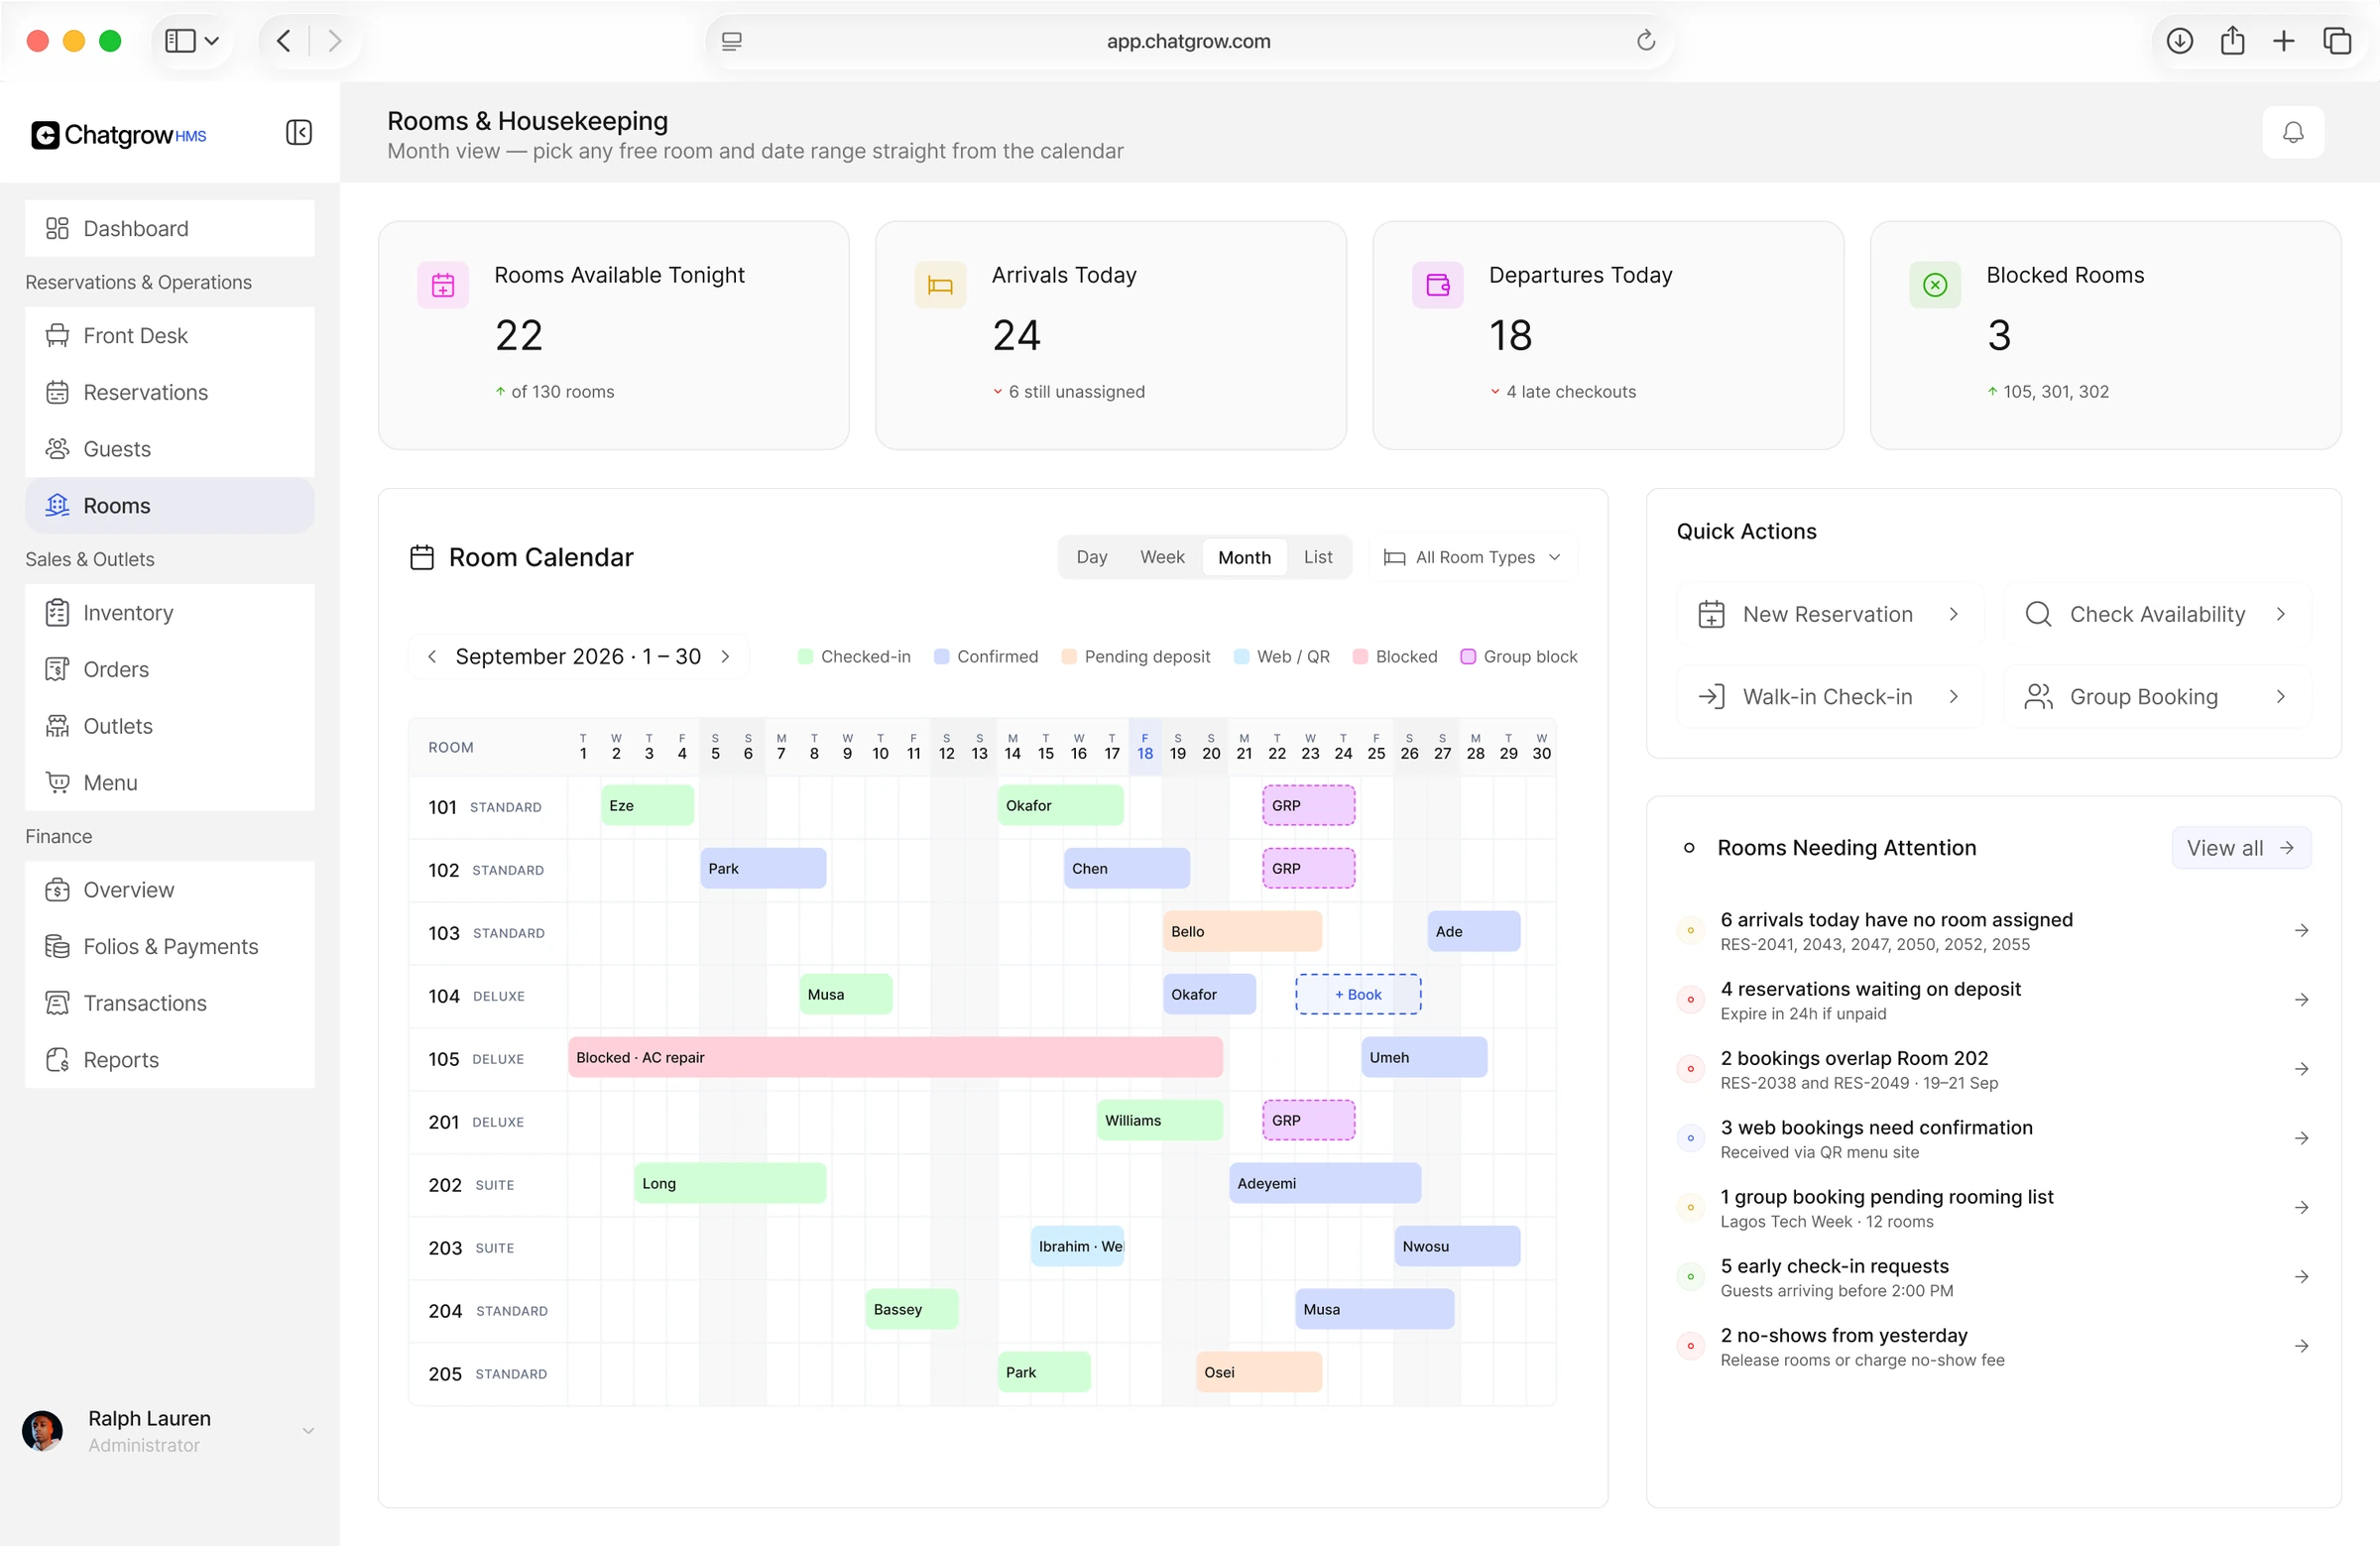 app.chatgrow.com
Chatgrow HMS
Rooms & Housekeeping
Month view — pick any free room and date range straight from the calendar
Dashboard
Reservations & Operations
Front Desk
Reservations
Guests
Rooms
Sales & Outlets
Inventory
Orders
Outlets
Menu
Finance
Overview
Folios & Payments
Transactions
Reports
Ralph Lauren
Administrator
Rooms Available Tonight
22
of 130 rooms
Arrivals Today
24
6 still unassigned
Departures Today
18
4 late checkouts
Blocked Rooms
3
105, 301, 302
Room Calendar
Day Week Month List
All Room Types
September 2026 · 1 – 30
Checked-in Confirmed Pending deposit Web / QR Blocked Group block
T W T F S S M T W T F S S M T W T F S S M T W T F S S M T W
ROOM 1 2 3 4 5 6 7 8 9 10 11 12 13 14 15 16 17 18 19 20 21 22 23 24 25 26 27 28 29 30
101 STANDARD Eze Okafor GRP
102 STANDARD Park Chen GRP
103 STANDARD Bello Ade
104 DELUXE Musa Okafor + Book
105 DELUXE Blocked · AC repair Umeh
201 DELUXE Williams GRP
202 SUITE Long Adeyemi
203 SUITE Ibrahim · We Nwosu
204 STANDARD Bassey Musa
205 STANDARD Park Osei
Quick Actions
New Reservation
Check Availability
Walk-in Check-in
Group Booking
Rooms Needing Attention
View all
6 arrivals today have no room assigned
RES-2041, 2043, 2047, 2050, 2052, 2055
4 reservations waiting on deposit
Expire in 24h if unpaid
2 bookings overlap Room 202
RES-2038 and RES-2049 · 19–21 Sep
3 web bookings need confirmation
Received via QR menu site
1 group booking pending rooming list
Lagos Tech Week · 12 rooms
5 early check-in requests
Guests arriving before 2:00 PM
2 no-shows from yesterday
Release rooms or charge no-show fee